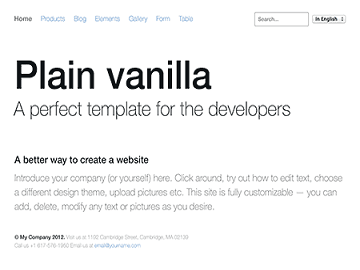 Home Products Blog Elements Gallery Form Table Search... In English
Plain vanilla
A perfect template for the developers
A better way to create a website
Introduce your company (or yourself) here. Click around, try out how to edit text, choose
a different design theme, upload pictures etc. This site is fully customizable — you can
add, delete, modify any text or pictures as you desire.
© My Company 2012. Visit us at 1192 Cambridge Street, Cambridge, MA 02139
Call us +1 617-576-1950 Email us at email@yourname.com